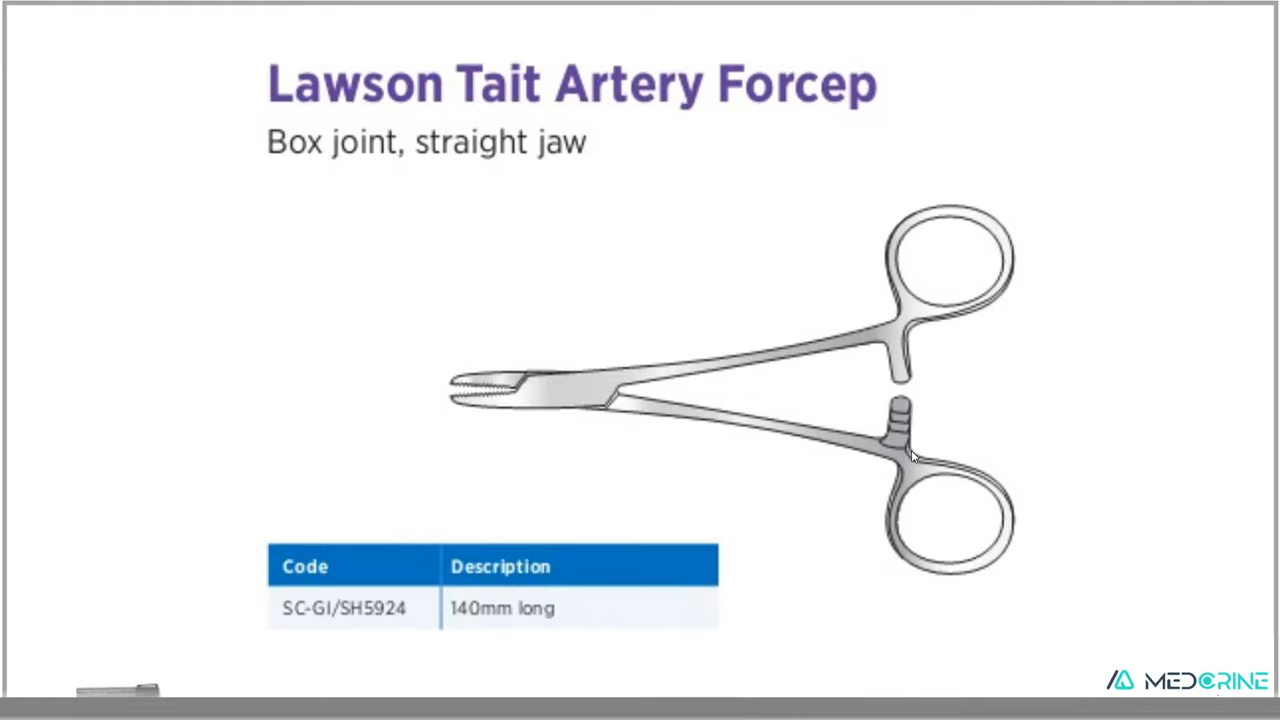 Lawson Tait Artery Forcep
Box joint, straight jaw
Code Description
SC-GI/SH5924 140mm long
MEDCRINE